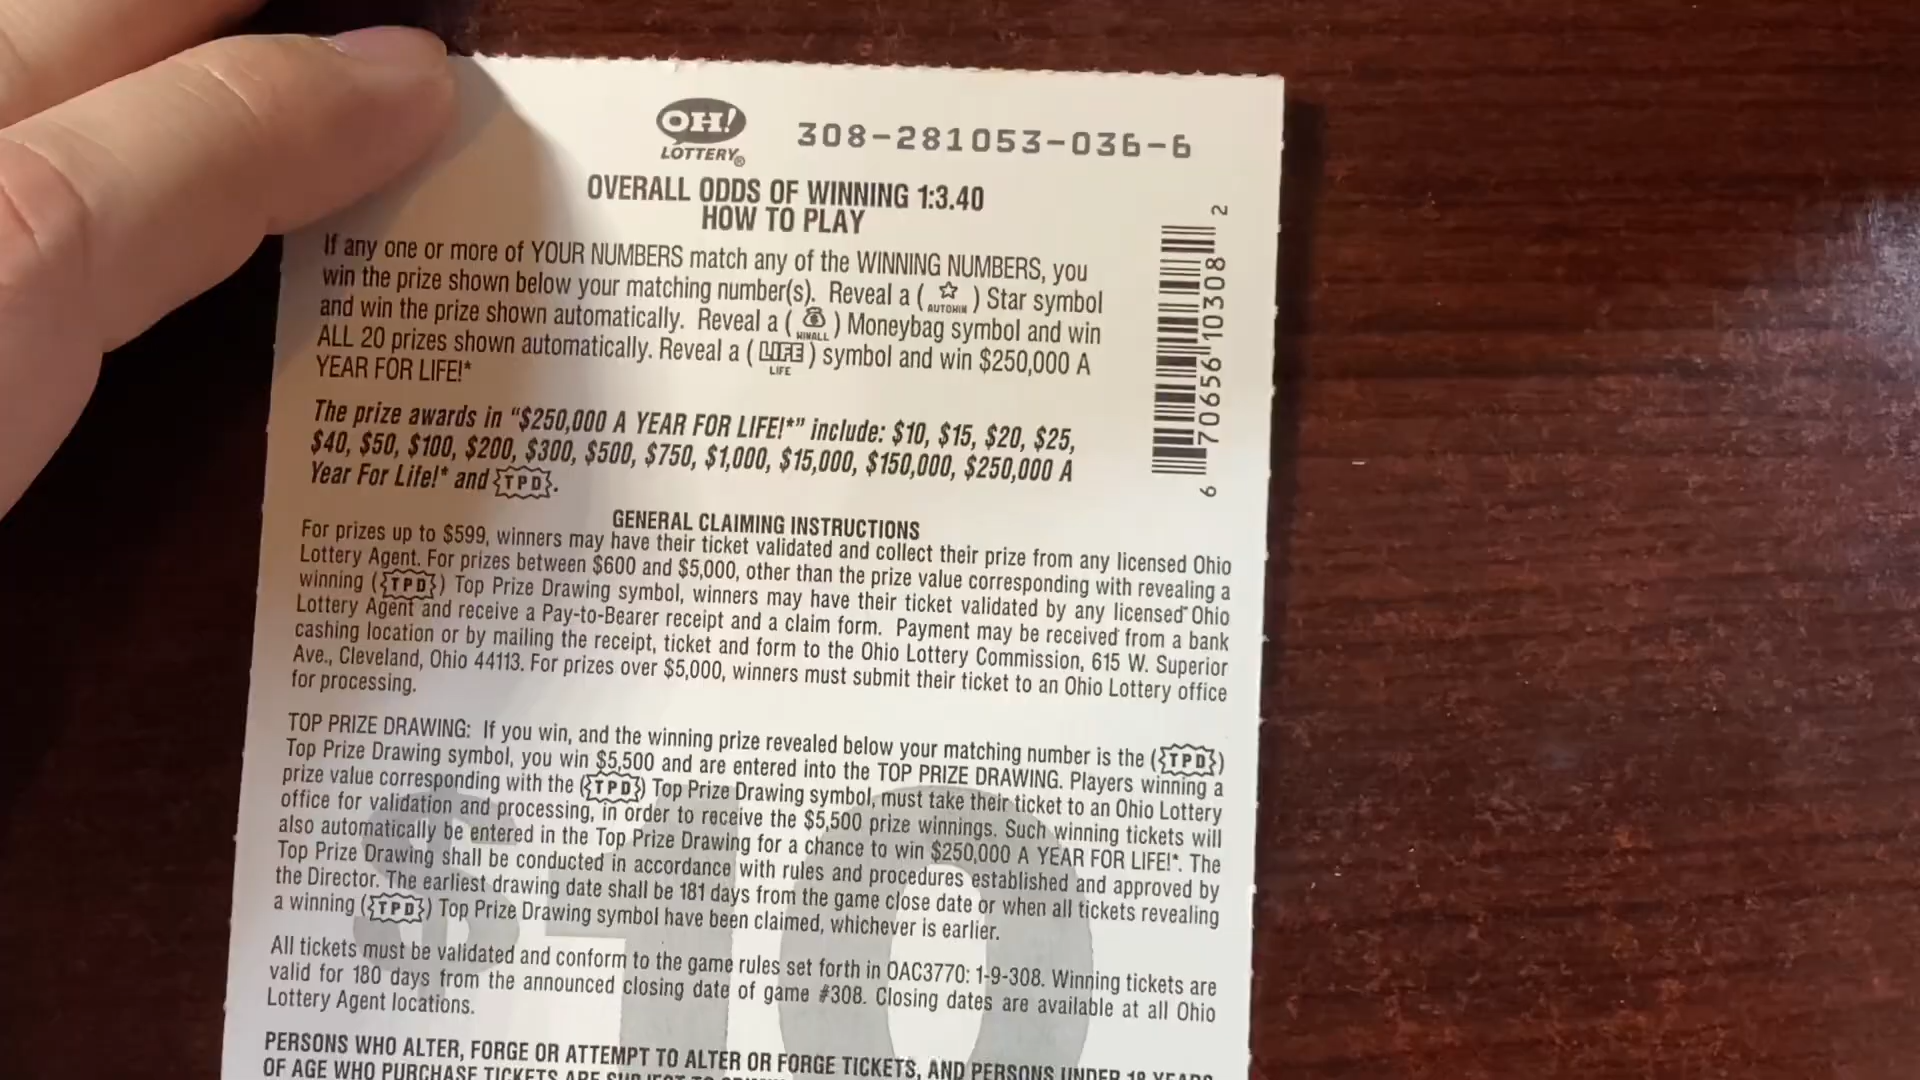 OH!
LOTTERY®
308-281053-036-6
OVERALL ODDS OF WINNING 1:3.40
HOW TO PLAY
If any one or more of YOUR NUMBERS match any of the WINNING NUMBERS, you
win the prize shown below your matching number(s). Reveal a ( AUTOWIN ) Star symbol
and win the prize shown automatically. Reveal a ( WINALL ) Moneybag symbol and win
ALL 20 prizes shown automatically. Reveal a ( LIFE LIFE ) symbol and win $250,000 A
YEAR FOR LIFE!*
6 70656 10308 2
The prize awards in “$250,000 A YEAR FOR LIFE!*” include: $10, $15, $20, $25,
$40, $50, $100, $200, $300, $500, $750, $1,000, $15,000, $150,000, $250,000 A
Year For Life!* and {TPD}.
GENERAL CLAIMING INSTRUCTIONS
For prizes up to $599, winners may have their ticket validated and collect their prize from any licensed Ohio
Lottery Agent. For prizes between $600 and $5,000, other than the prize value corresponding with revealing a
winning ({TPD}) Top Prize Drawing symbol, winners may have their ticket validated by any licensed Ohio
Lottery Agent and receive a Pay-to-Bearer receipt and a claim form. Payment may be received from a bank
cashing location or by mailing the receipt, ticket and form to the Ohio Lottery Commission, 615 W. Superior
Ave., Cleveland, Ohio 44113. For prizes over $5,000, winners must submit their ticket to an Ohio Lottery office
for processing.
TOP PRIZE DRAWING: If you win, and the winning prize revealed below your matching number is the ({TPD})
Top Prize Drawing symbol, you win $5,500 and are entered into the TOP PRIZE DRAWING. Players winning a
prize value corresponding with the ({TPD}) Top Prize Drawing symbol, must take their ticket to an Ohio Lottery
office for validation and processing, in order to receive the $5,500 prize winnings. Such winning tickets will
also automatically be entered in the Top Prize Drawing for a chance to win $250,000 A YEAR FOR LIFE!*. The
Top Prize Drawing shall be conducted in accordance with rules and procedures established and approved by
the Director. The earliest drawing date shall be 181 days from the game close date or when all tickets revealing
a winning ({TPD}) Top Prize Drawing symbol have been claimed, whichever is earlier.
$10
All tickets must be validated and conform to the game rules set forth in OAC3770: 1-9-308. Winning tickets are
valid for 180 days from the announced closing date of game #308. Closing dates are available at all Ohio
Lottery Agent locations.
PERSONS WHO ALTER, FORGE OR ATTEMPT TO ALTER OR FORGE TICKETS, AND PERSONS UNDER 18 YEARS
OF AGE WHO PURCHASE TICKETS ARE SUBJECT TO